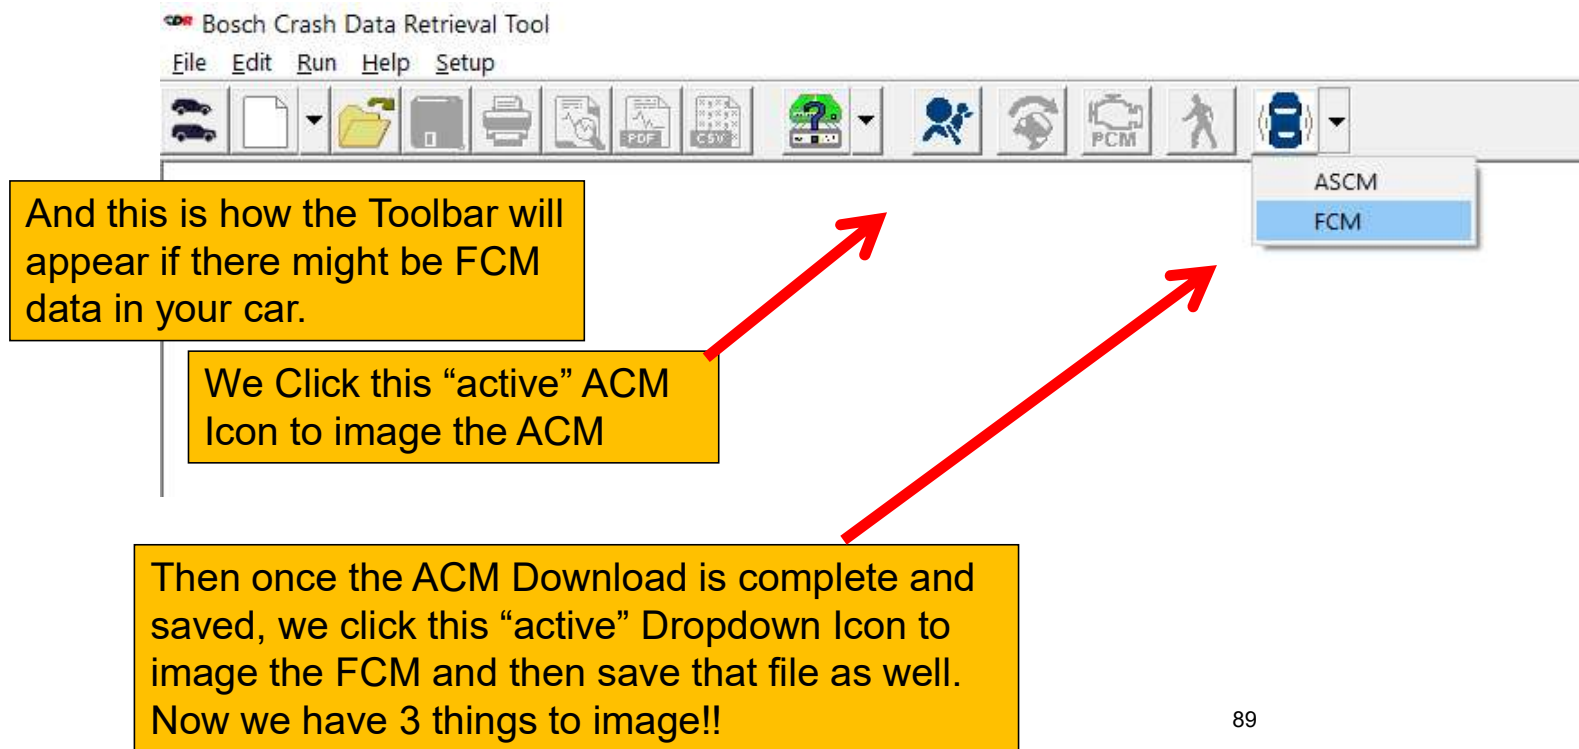 CDR Bosch Crash Data Retrieval Tool
File Edit Run Help Setup
PDF CSV ? PCM
ASCM
FCM
And this is how the Toolbar will
appear if there might be FCM
data in your car.
We Click this “active” ACM
Icon to image the ACM
Then once the ACM Download is complete and
saved, we click this “active” Dropdown Icon to
image the FCM and then save that file as well.
Now we have 3 things to image!!
89